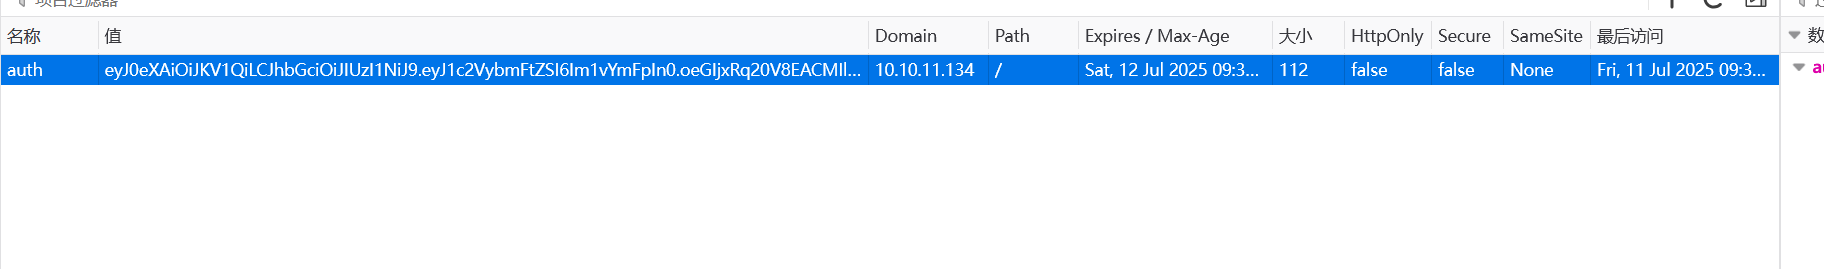 项目过滤器
名称 值 Domain Path Expires / Max-Age 大小 HttpOnly Secure SameSite 最后访问 数
auth eyJ0eXAiOiJKV1QiLCJhbGciOiJIUzI1NiJ9.eyJ1c2VybmFtZSI6Im1vYmFpIn0.oeGIjxRq20V8EACMIl... 10.10.11.134 / Sat, 12 Jul 2025 09:3... 112 false false None Fri, 11 Jul 2025 09:3...